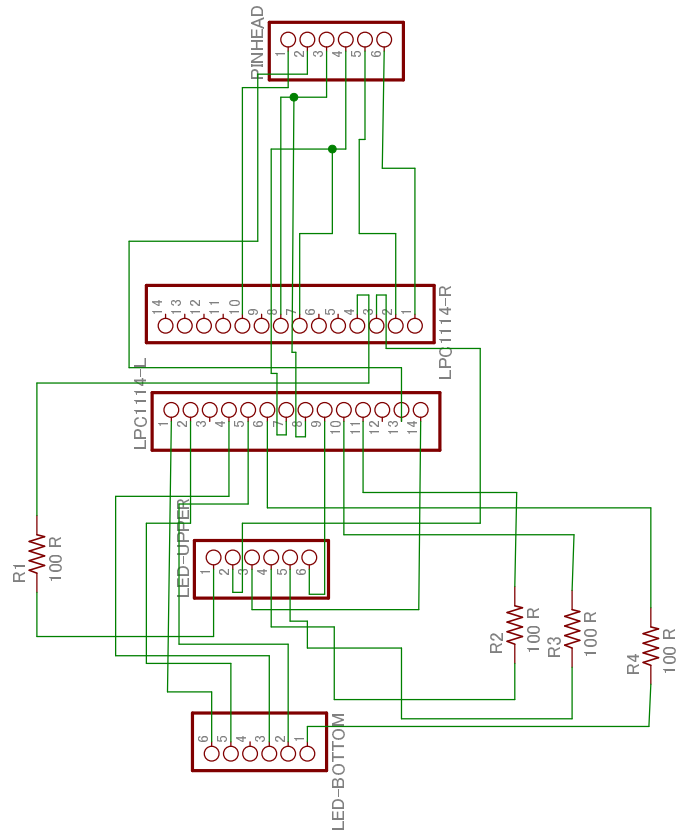 PINHEAD
1 2 3 4 5 6
LPC1114-R
14 13 12 11 10 9 8 7 6 5 4 3 2 1
LPC1114-L
1 2 3 4 5 6 7 8 9 10 11 12 13 14
LED-UPPER
1 2 3 4 5 6
R1
100 R
R2
100 R
R3
100 R
R4
100 R
LED-BOTTOM
6 5 4 3 2 1